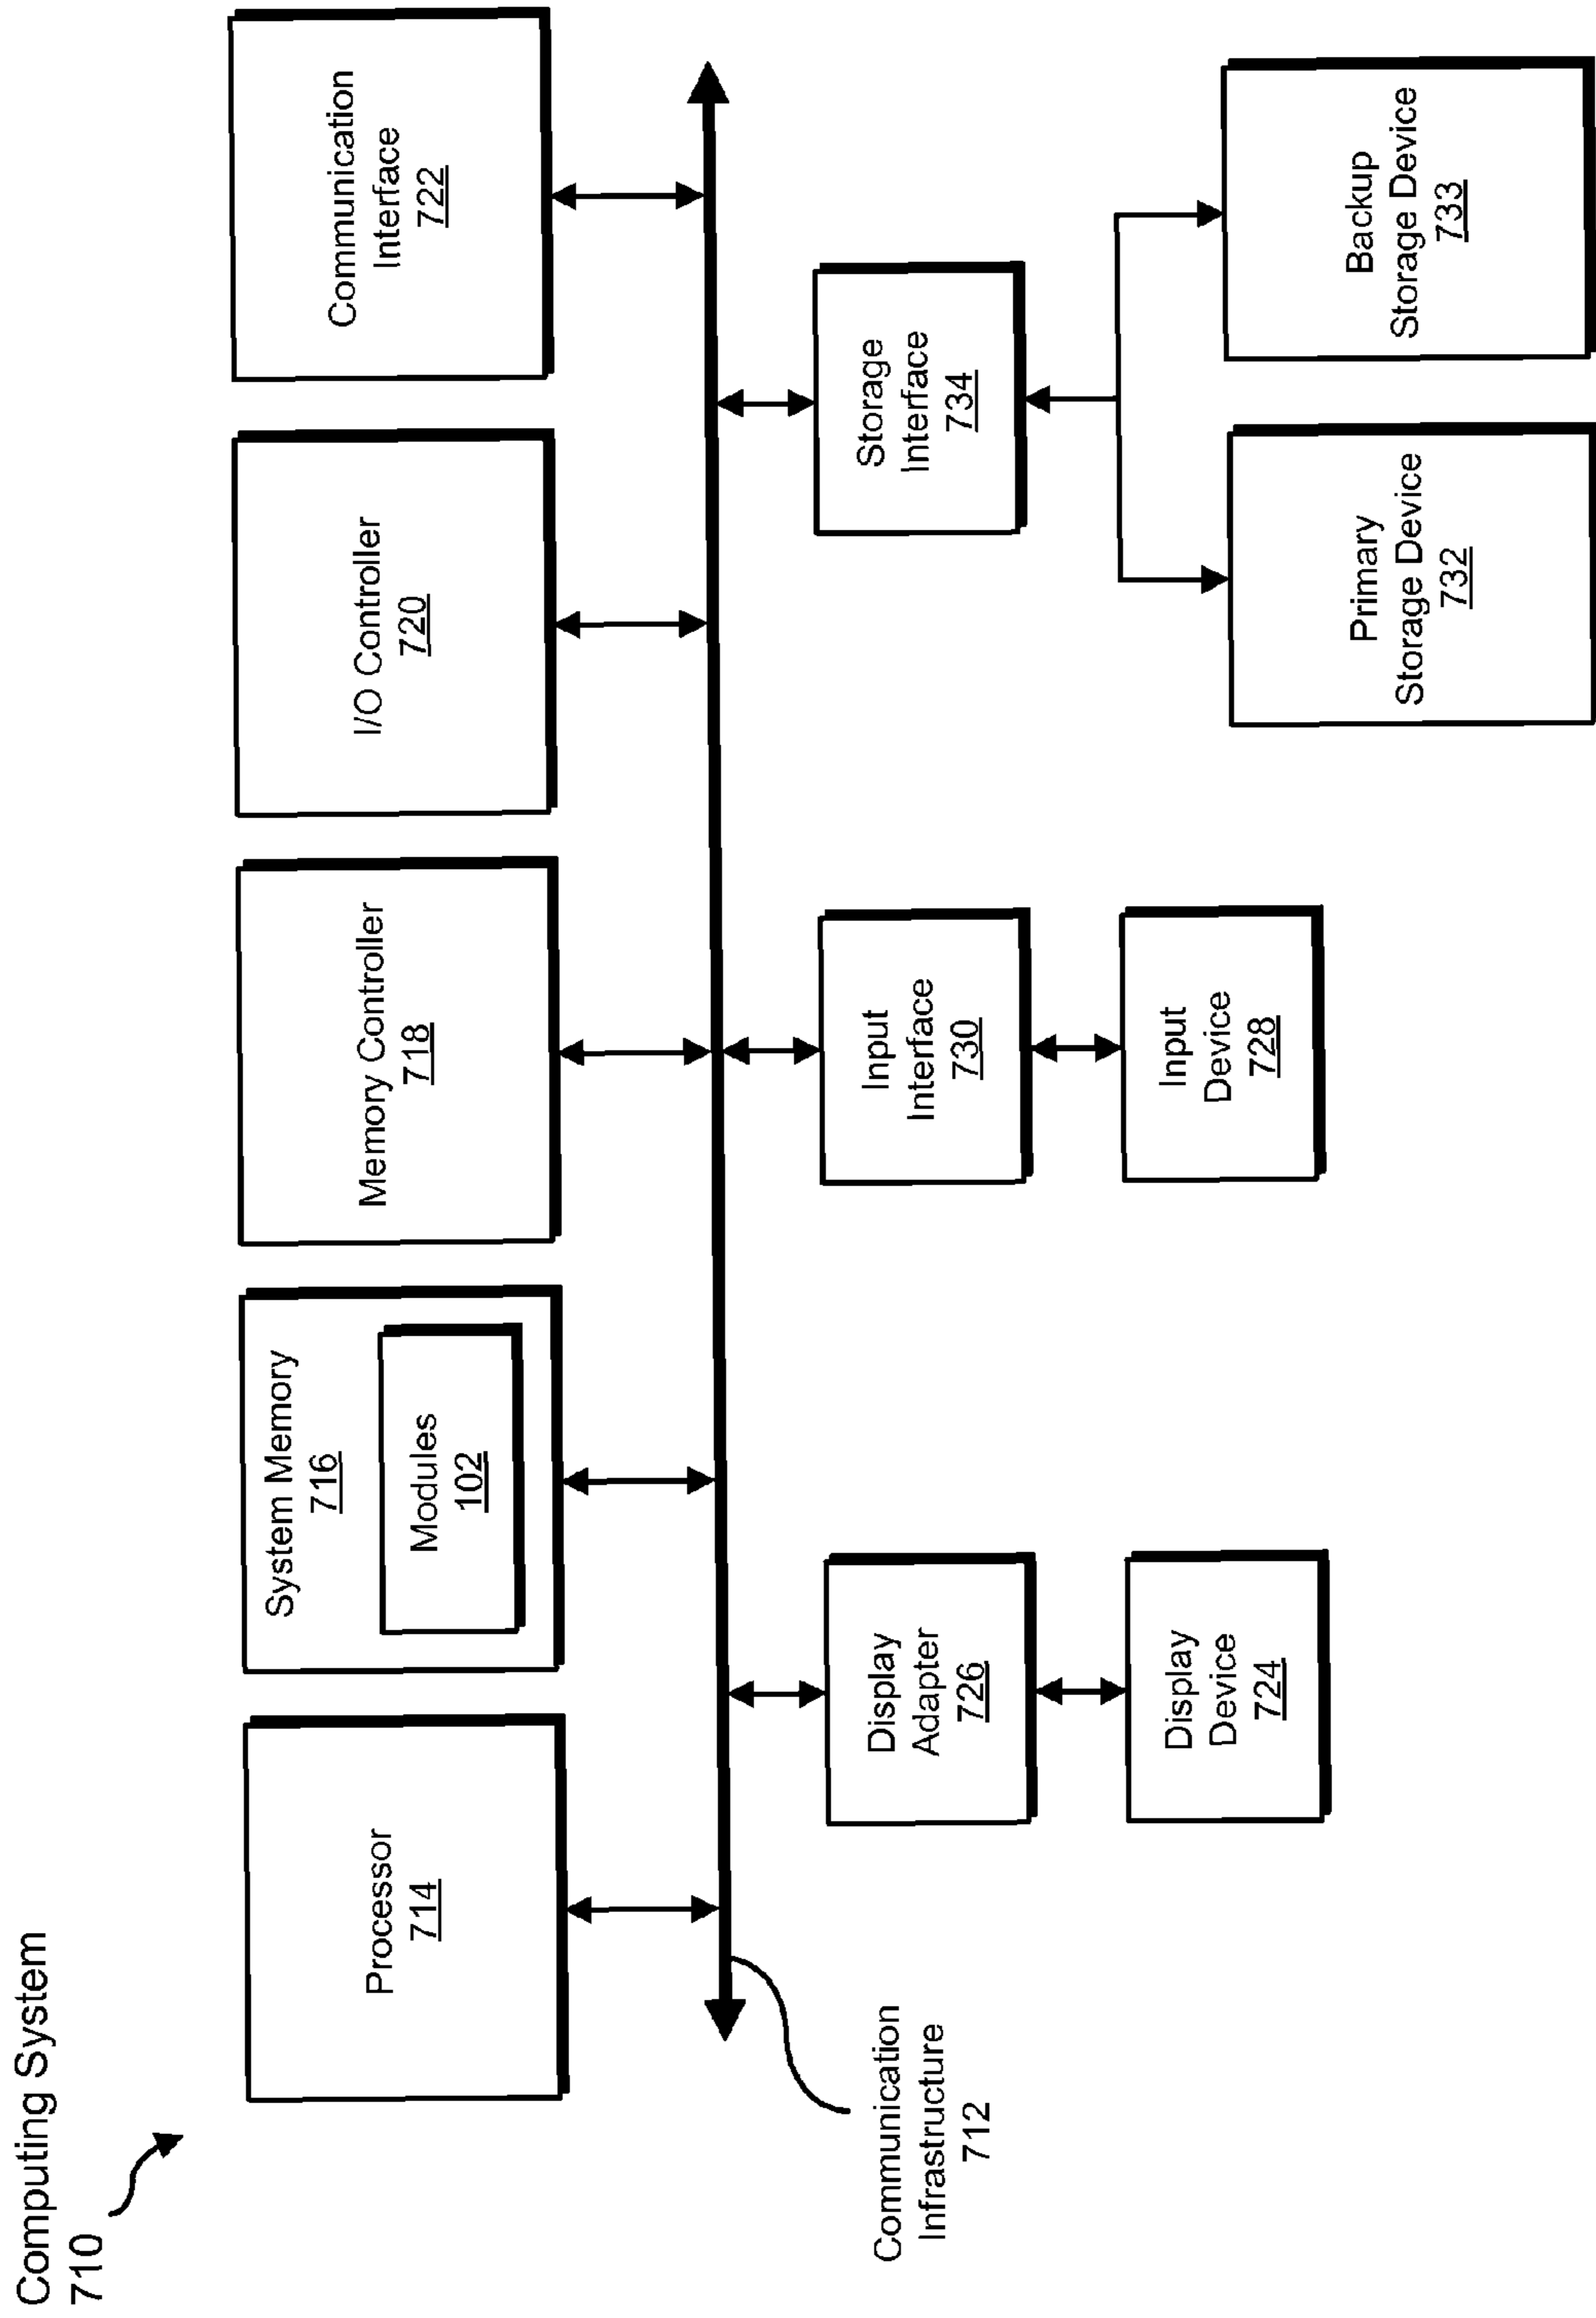 Computing System
710
Processor
714
System Memory
716
Modules
102
Memory Controller
718
I/O Controller
720
Communication
Interface
722
Communication
Infrastructure
712
Display
Adapter
726
Input
Interface
730
Storage
Interface
734
Display
Device
724
Input
Device
728
Primary
Storage Device
732
Backup
Storage Device
733